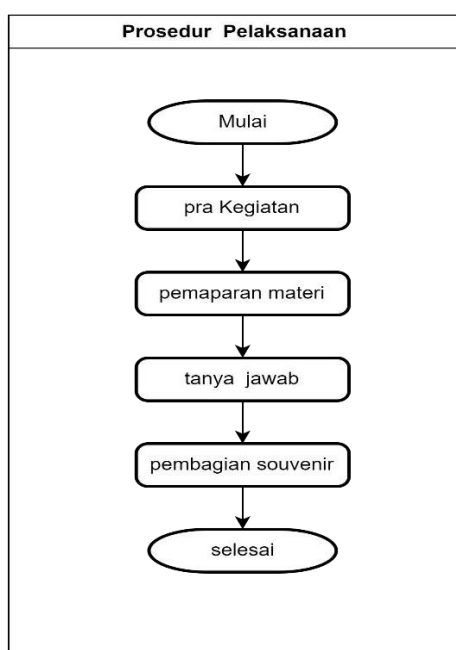 Prosedur Pelaksanaan
Mulai
pra Kegiatan
pemaparan materi
tanya jawab
pembagian souvenir
selesai